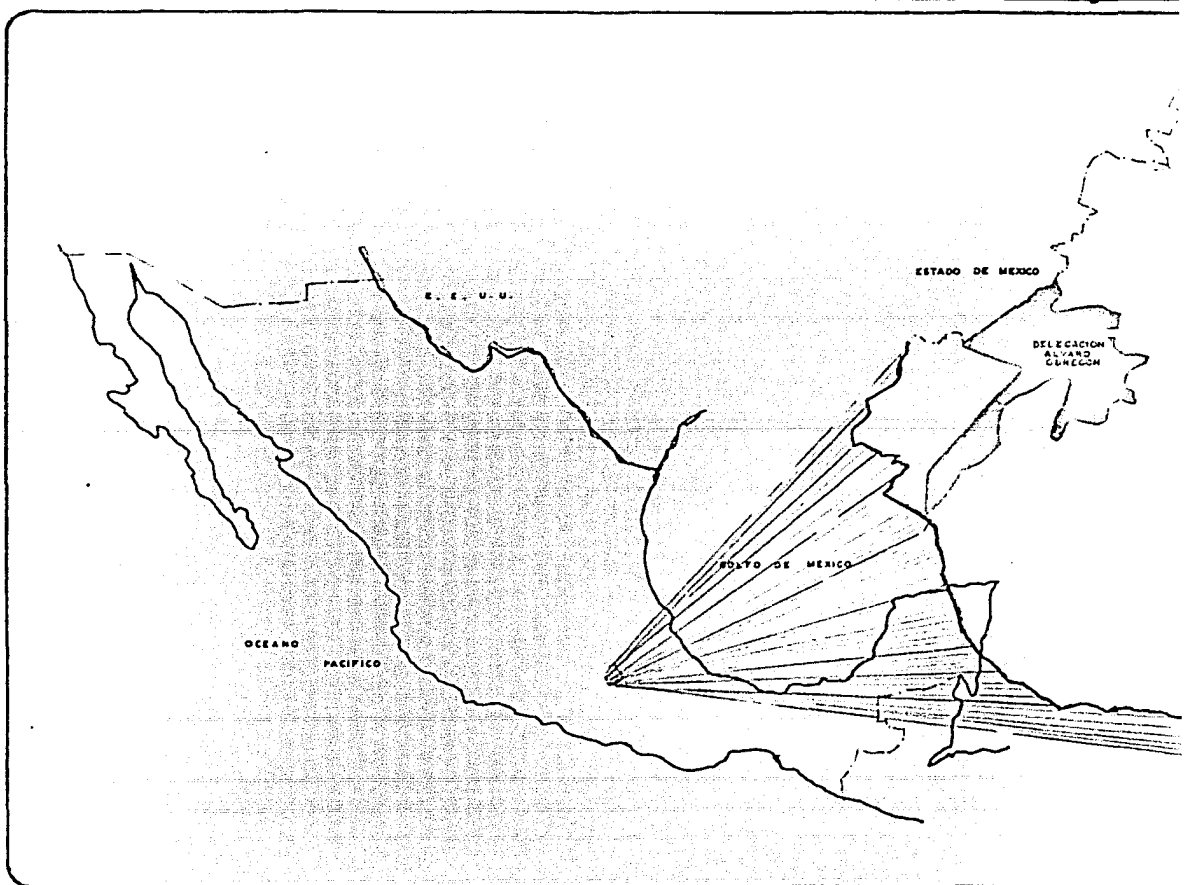 ESTADO DE MEXICO
E. E. U. U.
DELEGACION
ALVARO
OBREGON
GOLFO DE MEXICO
OCEANO
PACIFICO